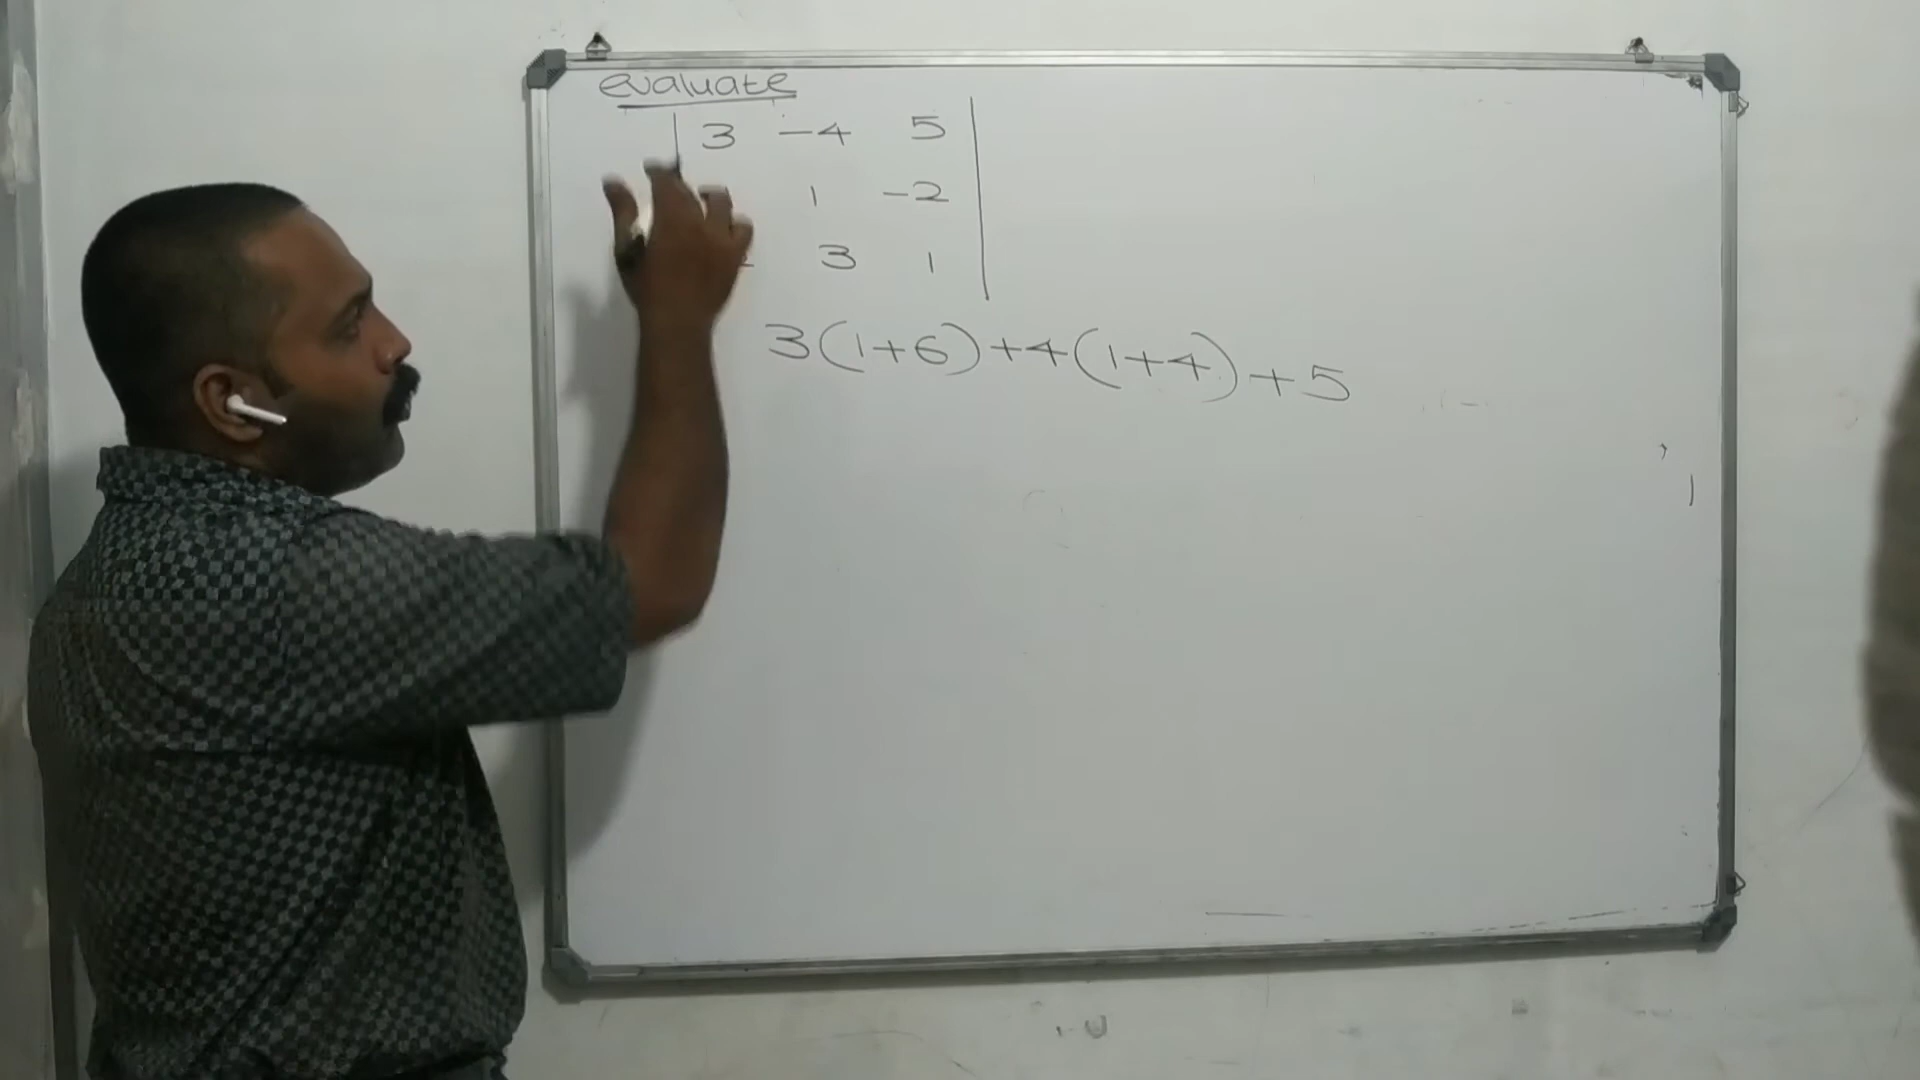 evaluate
| 3 -4 5 |
1 -2
3 1
3(1+6)+4(1+4)+5